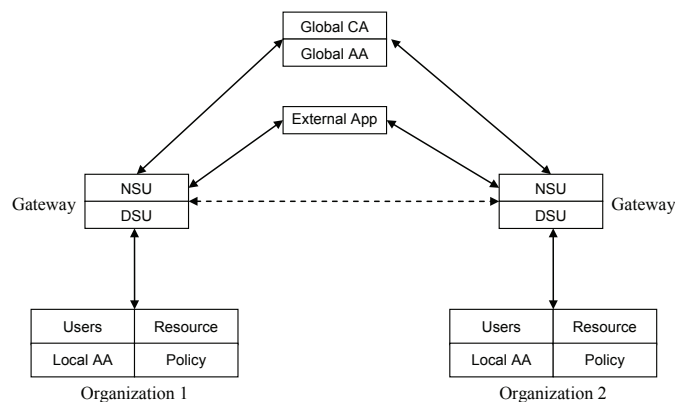 Global CA
Global AA
External App
NSU
NSU
Gateway
Gateway
DSU
DSU
Users
Resource
Users
Resource
Local AA
Policy
Local AA
Policy
Organization 1
Organization 2